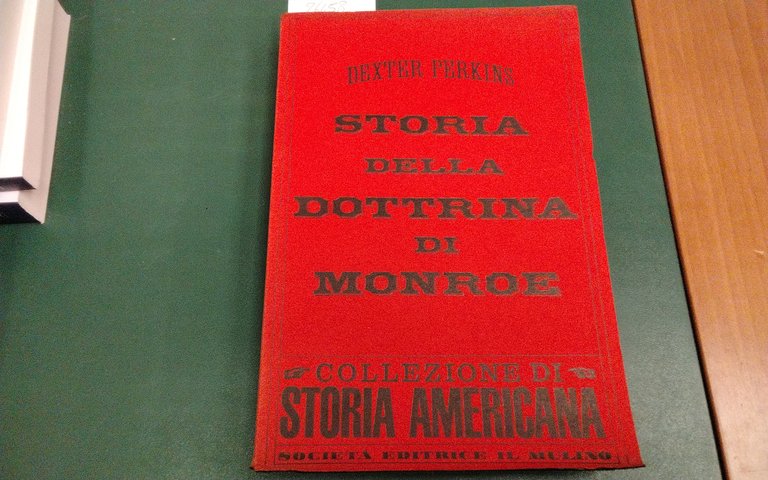 DEXTER PERKINS
STORIA
DELLA
DOTTRINA
DI
MONROE
COLLEZIONE DI
STORIA AMERICANA
SOCIETÀ EDITRICE IL MULINO